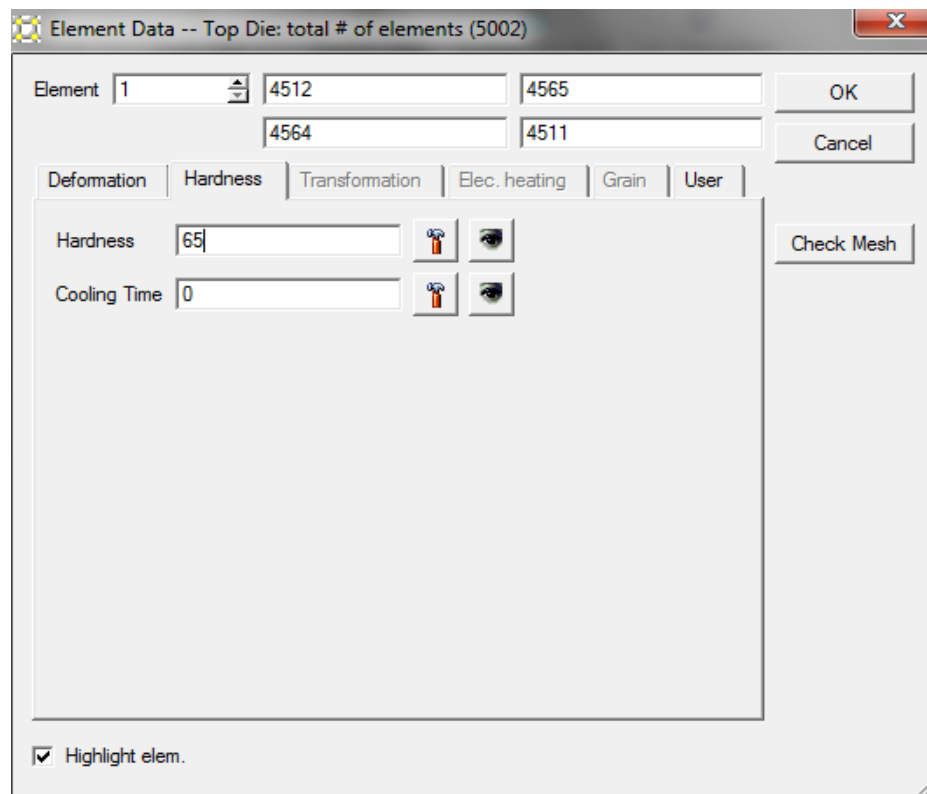 Element Data -- Top Die: total # of elements (5002)
Element 1 4512 4565 OK
4564 4511 Cancel
Deformation Hardness Transformation Elec. heating Grain User
Hardness 65 Check Mesh
Cooling Time 0
Highlight elem.